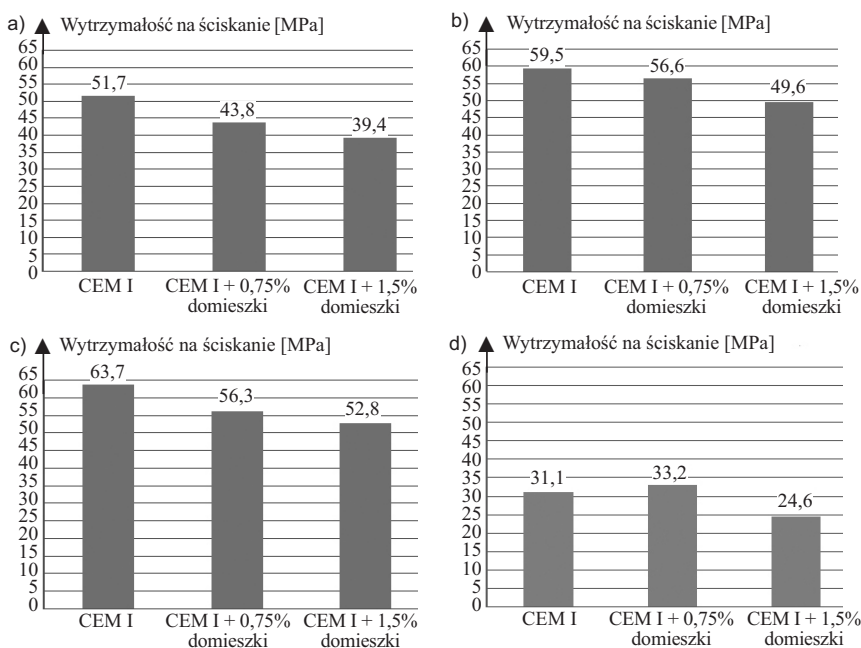 a) Wytrzymałość na ściskanie [MPa]
65
60
55
50
45
40
35
30
25
20
15
10
5
0
51,7
43,8
39,4
CEM I
CEM I + 0,75%
domieszki
CEM I + 1,5%
domieszki
b) Wytrzymałość na ściskanie [MPa]
65
60
55
50
45
40
35
30
25
20
15
10
5
0
59,5
56,6
49,6
CEM I
CEM I + 0,75%
domieszki
CEM I + 1,5%
domieszki
c) Wytrzymałość na ściskanie [MPa]
65
60
55
50
45
40
35
30
25
20
15
10
5
0
63,7
56,3
52,8
CEM I
CEM I + 0,75%
domieszki
CEM I + 1,5%
domieszki
d) Wytrzymałość na ściskanie [MPa]
65
60
55
50
45
40
35
30
25
20
15
10
5
0
31,1
33,2
24,6
CEM I
CEM I + 0,75%
domieszki
CEM I + 1,5%
domieszki